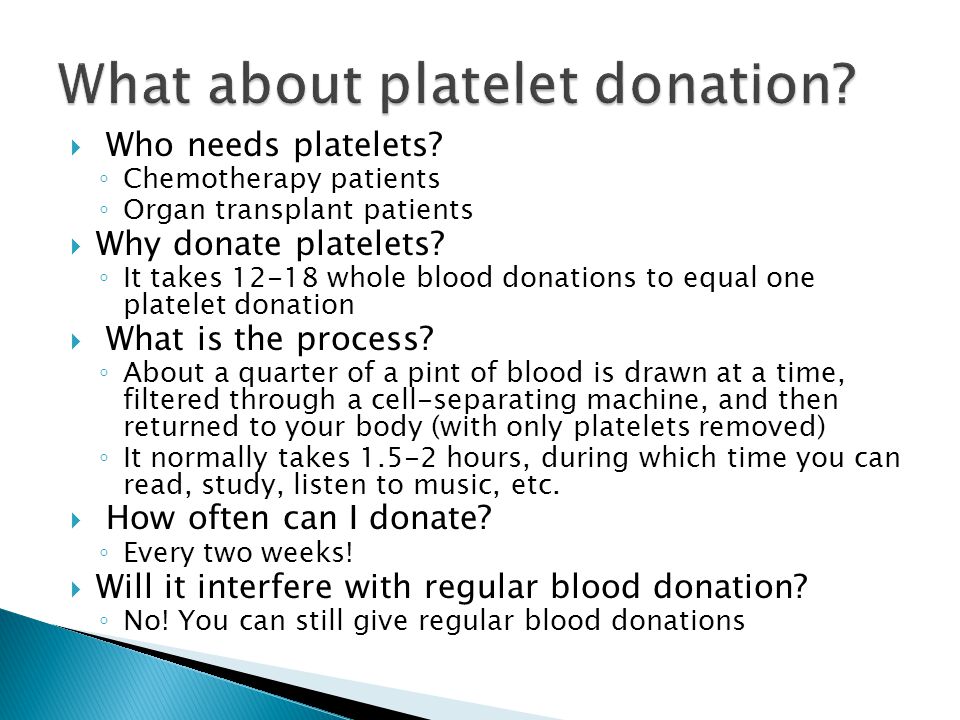 What about platelet donation?
Who needs platelets?
Chemotherapy patients
Organ transplant patients
Why donate platelets?
It takes 12-18 whole blood donations to equal one
platelet donation
What is the process?
About a quarter of a pint of blood is drawn at a time,
filtered through a cell-separating machine, and then
returned to your body (with only platelets removed)
It normally takes 1.5-2 hours, during which time you can
read, study, listen to music, etc.
How often can I donate?
Every two weeks!
Will it interfere with regular blood donation?
No! You can still give regular blood donations